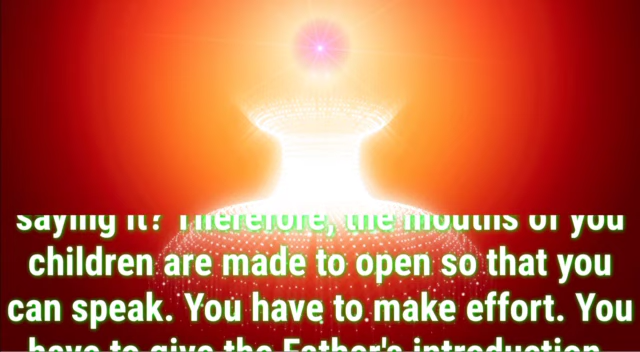 saying it? Therefore, the mouths of you
children are made to open so that you
can speak. You have to make effort. You
have to give the Father's introduction.